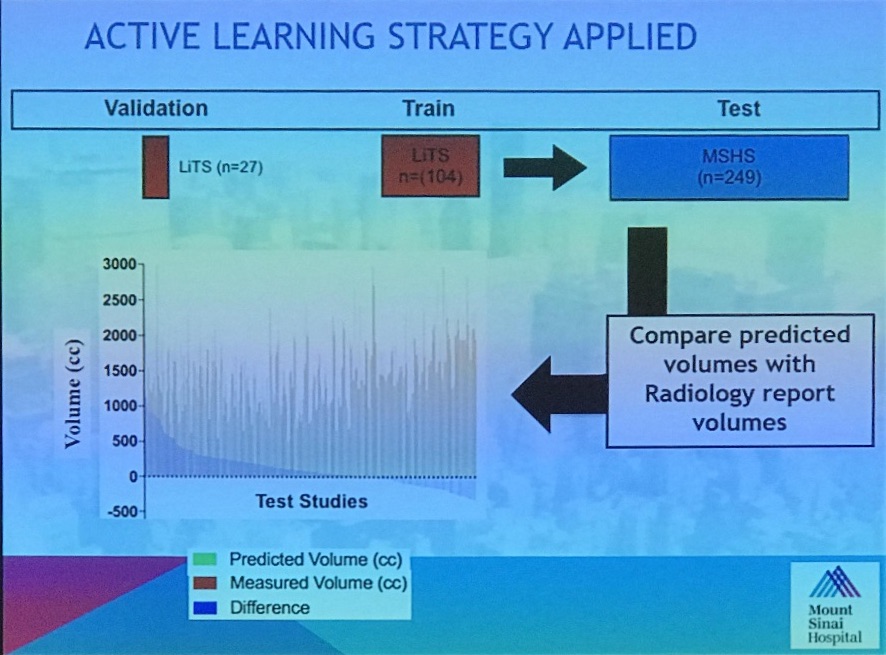 ACTIVE LEARNING STRATEGY APPLIED
Validation Train Test
LiTS (n=27)
LiTS
n=(104)
MSHS
(n=249)
Compare predicted
volumes with
Radiology report
volumes
Volume (cc)
3000
2500
2000
1500
1000
500
0
-500
Test Studies
Predicted Volume (cc)
Measured Volume (cc)
Difference
Mount
Sinai
Hospital